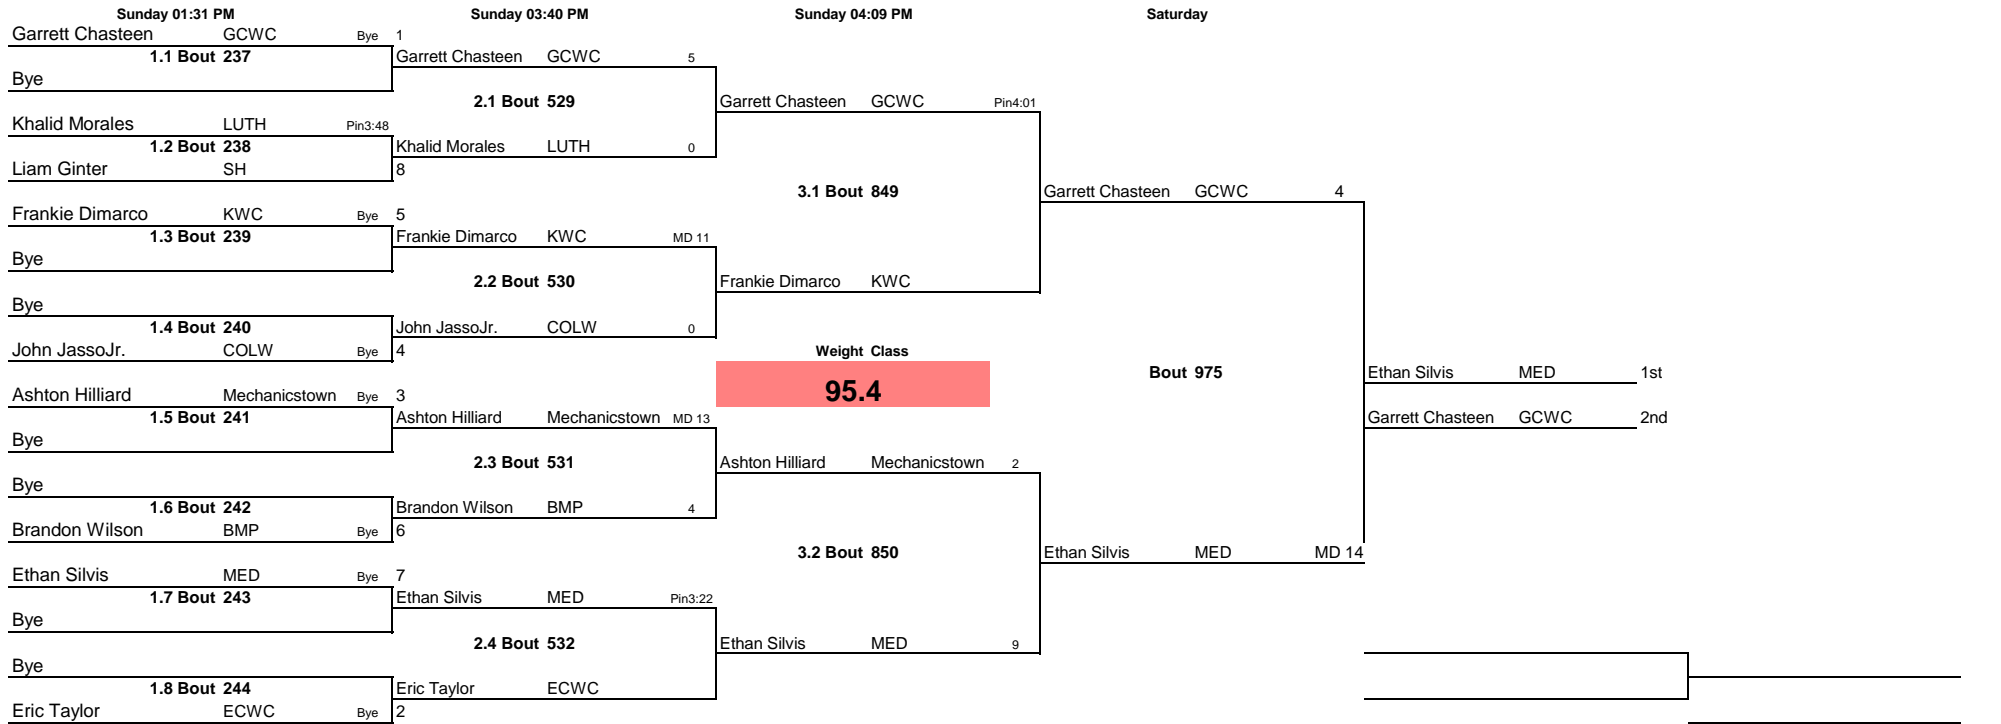 Sunday 01:31 PM Sunday 03:40 PM Sunday 04:09 PM Saturday
Garrett Chasteen GCWC Bye 1
1.1 Bout 237 Garrett Chasteen GCWC 5
Bye
2.1 Bout 529 Garrett Chasteen GCWC Pin4:01
Khalid Morales LUTH Pin3:48
1.2 Bout 238 Khalid Morales LUTH 0
Liam Ginter SH 8
3.1 Bout 849 Garrett Chasteen GCWC 4
Frankie Dimarco KWC Bye 5
1.3 Bout 239 Frankie Dimarco KWC MD 11
Bye
2.2 Bout 530 Frankie Dimarco KWC
Bye
1.4 Bout 240 John JassoJr. COLW 0
John JassoJr. COLW Bye 4 Weight Class
Bout 975 Ethan Silvis MED 1st
95.4
Ashton Hilliard Mechanicstown Bye 3
1.5 Bout 241 Ashton Hilliard Mechanicstown MD 13 Garrett Chasteen GCWC 2nd
Bye
2.3 Bout 531 Ashton Hilliard Mechanicstown 2
Bye
1.6 Bout 242 Brandon Wilson BMP 4
Brandon Wilson BMP Bye 6
3.2 Bout 850 Ethan Silvis MED MD 14
Ethan Silvis MED Bye 7
1.7 Bout 243 Ethan Silvis MED Pin3:22
Bye
2.4 Bout 532 Ethan Silvis MED 9
Bye
1.8 Bout 244 Eric Taylor ECWC
Eric Taylor ECWC Bye 2